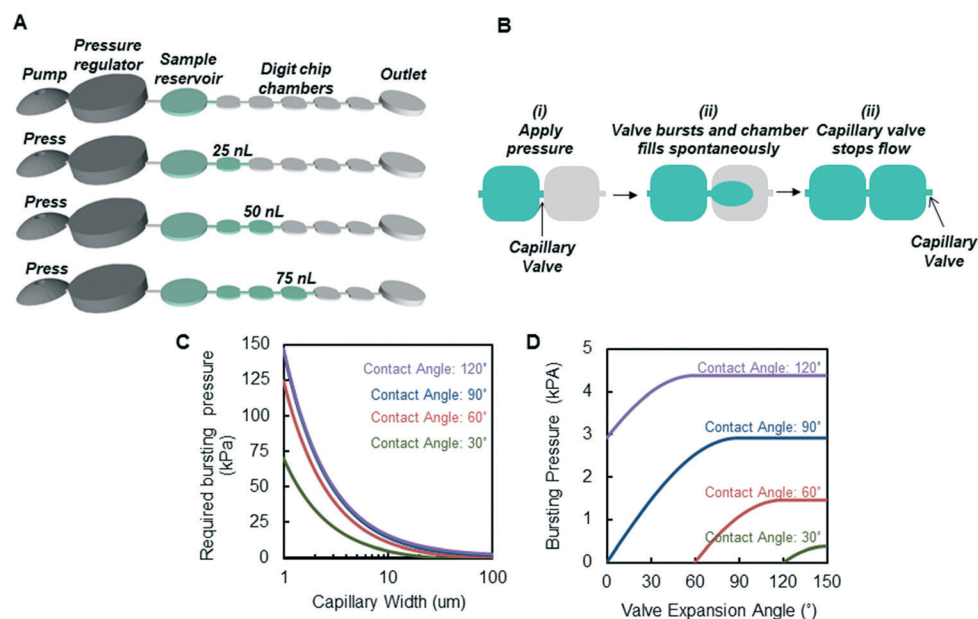 A
Pump
Pressure
regulator
Sample
reservoir
Digit chip
chambers
Outlet
Press
25 nL
Press
50 nL
Press
75 nL
B
(i)
Apply
pressure
(ii)
Valve bursts and chamber
fills spontaneously
(ii)
Capillary valve
stops flow
Capillary
Valve
Capillary
Valve
C
Required bursting pressure
(kPa)
150
125
100
75
50
25
0
1
10
100
Capillary Width (um)
Contact Angle: 120°
Contact Angle: 90°
Contact Angle: 60°
Contact Angle: 30°
D
Bursting Pressure (kPA)
5
4
3
2
1
0
0
30
60
90
120
150
Valve Expansion Angle (°)
Contact Angle: 120°
Contact Angle: 90°
Contact Angle: 60°
Contact Angle: 30°